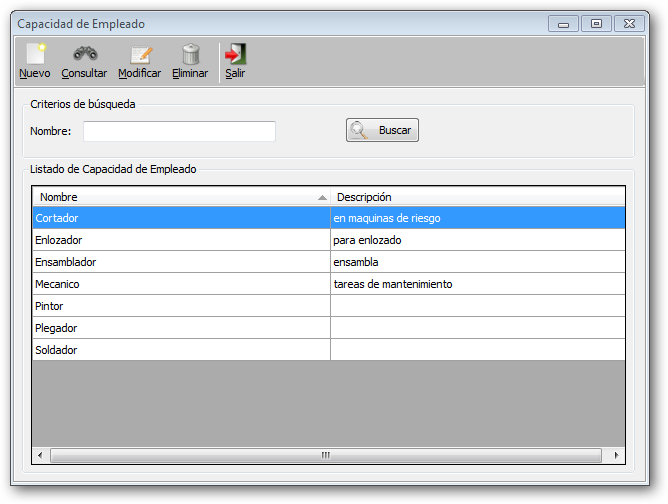 Capacidad de Empleado
Nuevo Consultar Modificar Eliminar Salir
Criterios de búsqueda
Nombre: Buscar
Listado de Capacidad de Empleado
Nombre Descripción
Cortador en maquinas de riesgo
Enlozador para enlozado
Ensamblador ensambla
Mecanico tareas de mantenimiento
Pintor
Plegador
Soldador